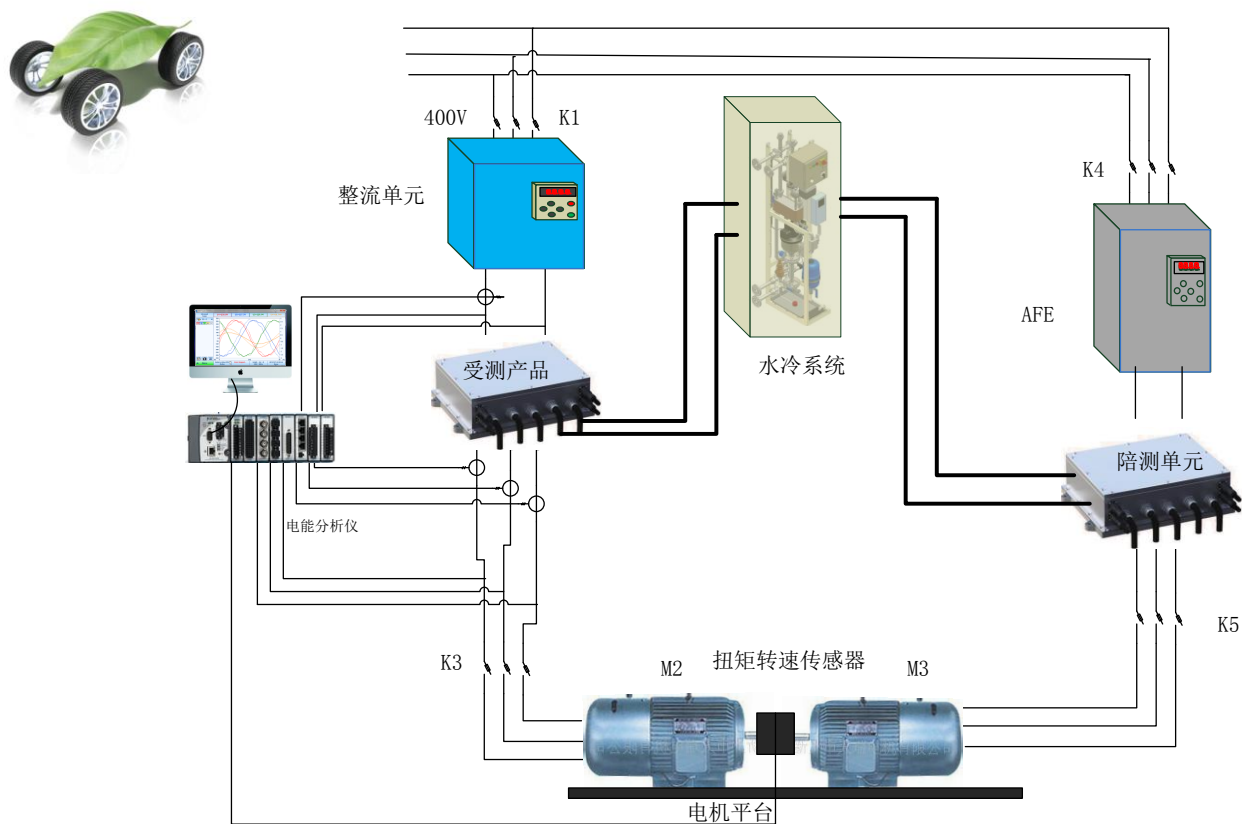 400V
K1
整流单元
K4
AFE
水冷系统
受测产品
陪测单元
电能分析仪
K5
K3
M2
扭矩转速传感器
M3
电机平台